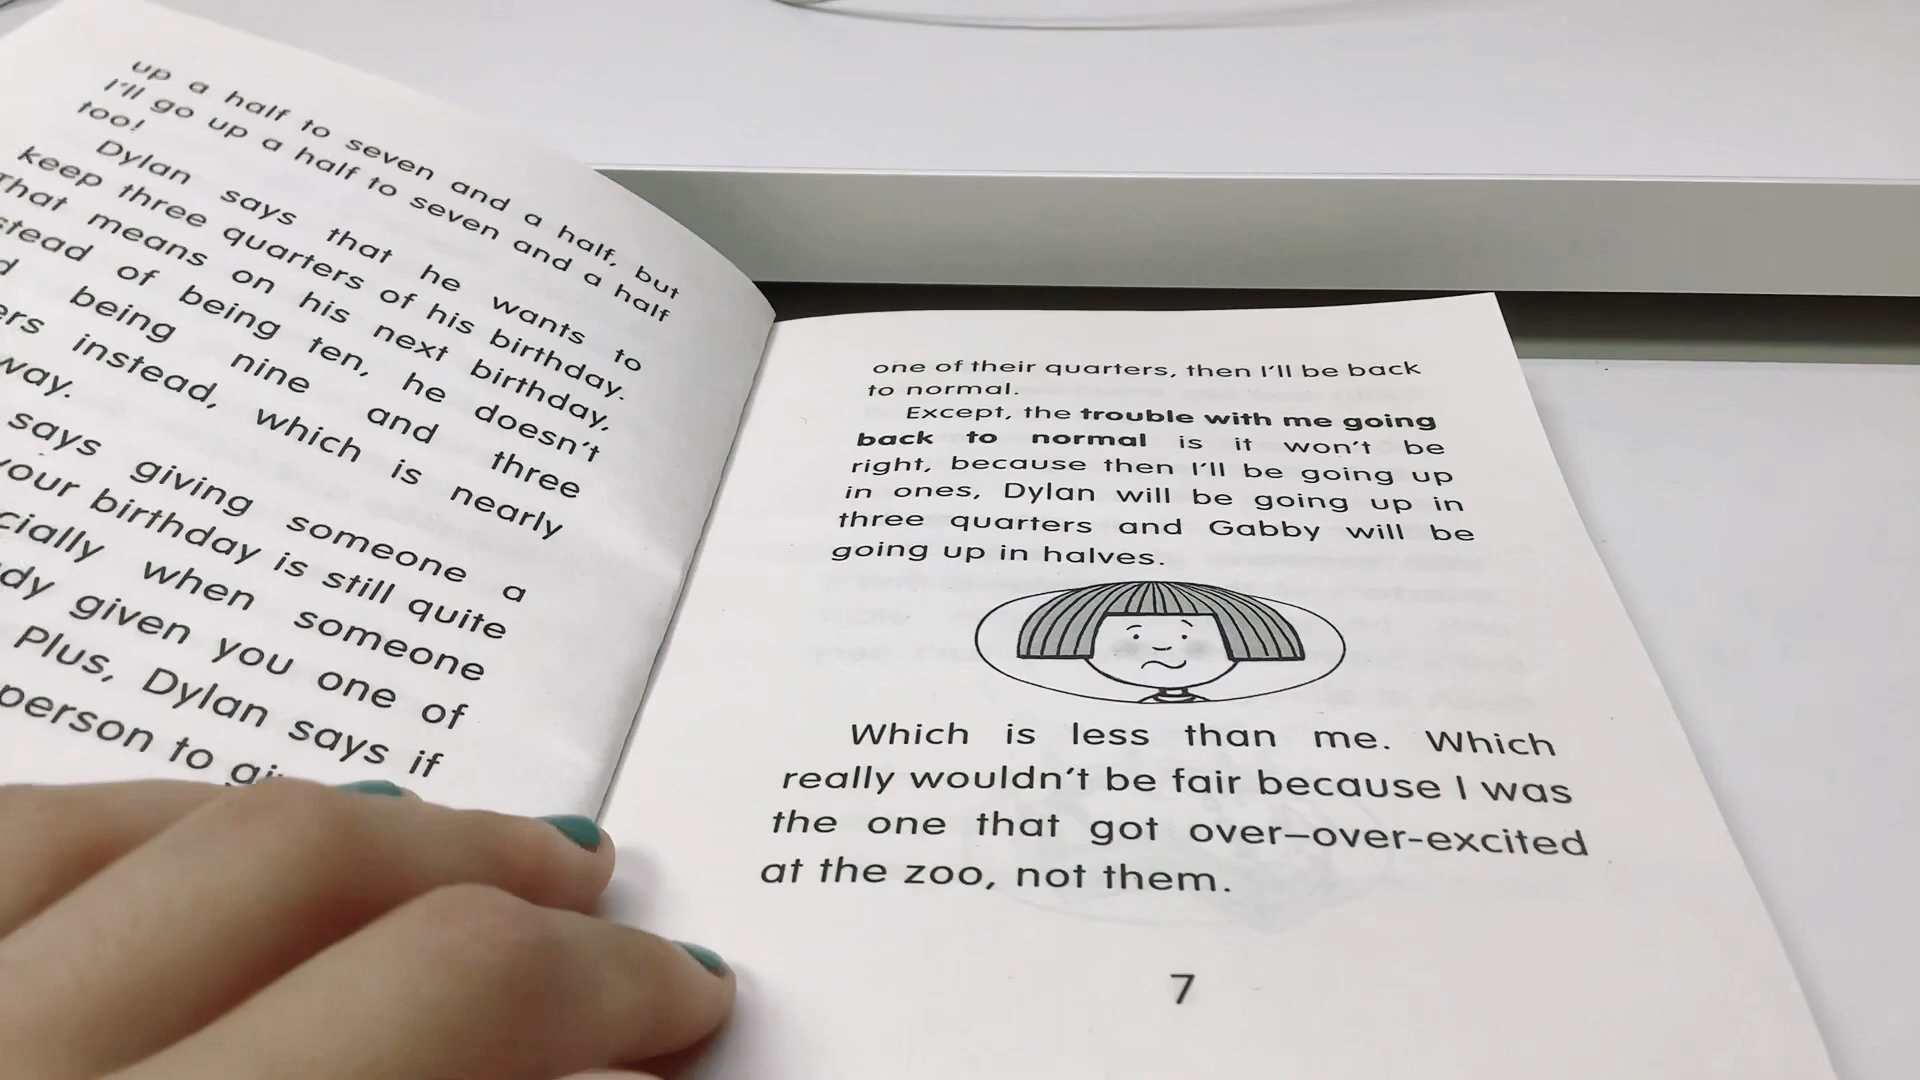 up a half to seven and a half, but
I'll go up a half to seven and a half
too!
Dylan says that he wants to
keep three quarters of his birthday.
That means on his next birthday,
of being ten, he doesn't
being nine and three
instead, which is nearly
says giving someone a
your birthday is still quite
when someone
given you one of
Plus, Dylan says if
person to
one of their quarters, then I'll be back
to normal.
Except, the trouble with me going
back to normal is it won't be
right, because then I'll be going up
in ones, Dylan will be going up in
three quarters and Gabby will be
going up in halves.
Which is less than me. Which
really wouldn't be fair because I was
the one that got over–over-excited
at the zoo, not them.
7